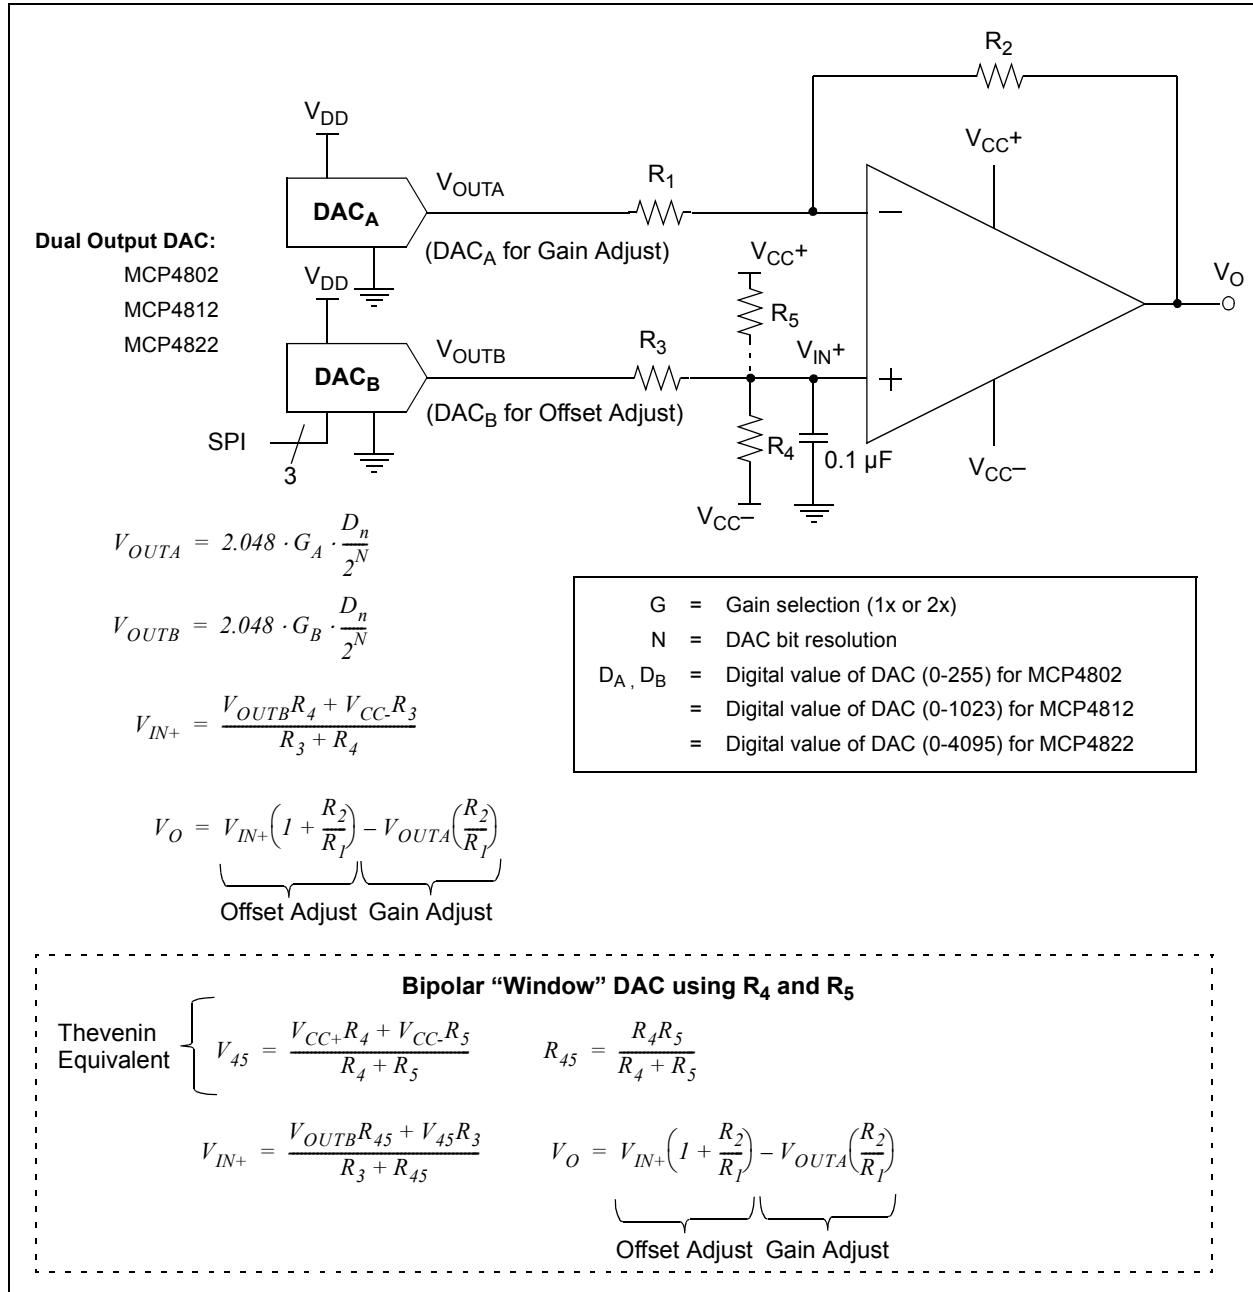 R2
VDD
VCC+
DACA
VOUTA
R1
−
(DACA for Gain Adjust)
Dual Output DAC:
MCP4802
MCP4812
MCP4822
VDD
VCC+
R5
VO
DACB
VOUTB
R3
VIN+
+
(DACB for Offset Adjust)
SPI
3
R4
0.1 µF
VCC–
VCC–
VOUTA = 2.048 · GA · Dn/2^N
VOUTB = 2.048 · GB · Dn/2^N
G = Gain selection (1x or 2x)
N = DAC bit resolution
DA , DB = Digital value of DAC (0-255) for MCP4802
= Digital value of DAC (0-1023) for MCP4812
= Digital value of DAC (0-4095) for MCP4822
VIN+ = (VOUTBR4 + VCC-R3)/(R3 + R4)
VO = VIN+(1 + R2/R1) – VOUTA(R2/R1)
Offset Adjust Gain Adjust
Bipolar “Window” DAC using R4 and R5
Thevenin
Equivalent
V45 = (VCC+R4 + VCC-R5)/(R4 + R5)
R45 = R4R5/(R4 + R5)
VIN+ = (VOUTBR45 + V45R3)/(R3 + R45)
VO = VIN+(1 + R2/R1) – VOUTA(R2/R1)
Offset Adjust Gain Adjust